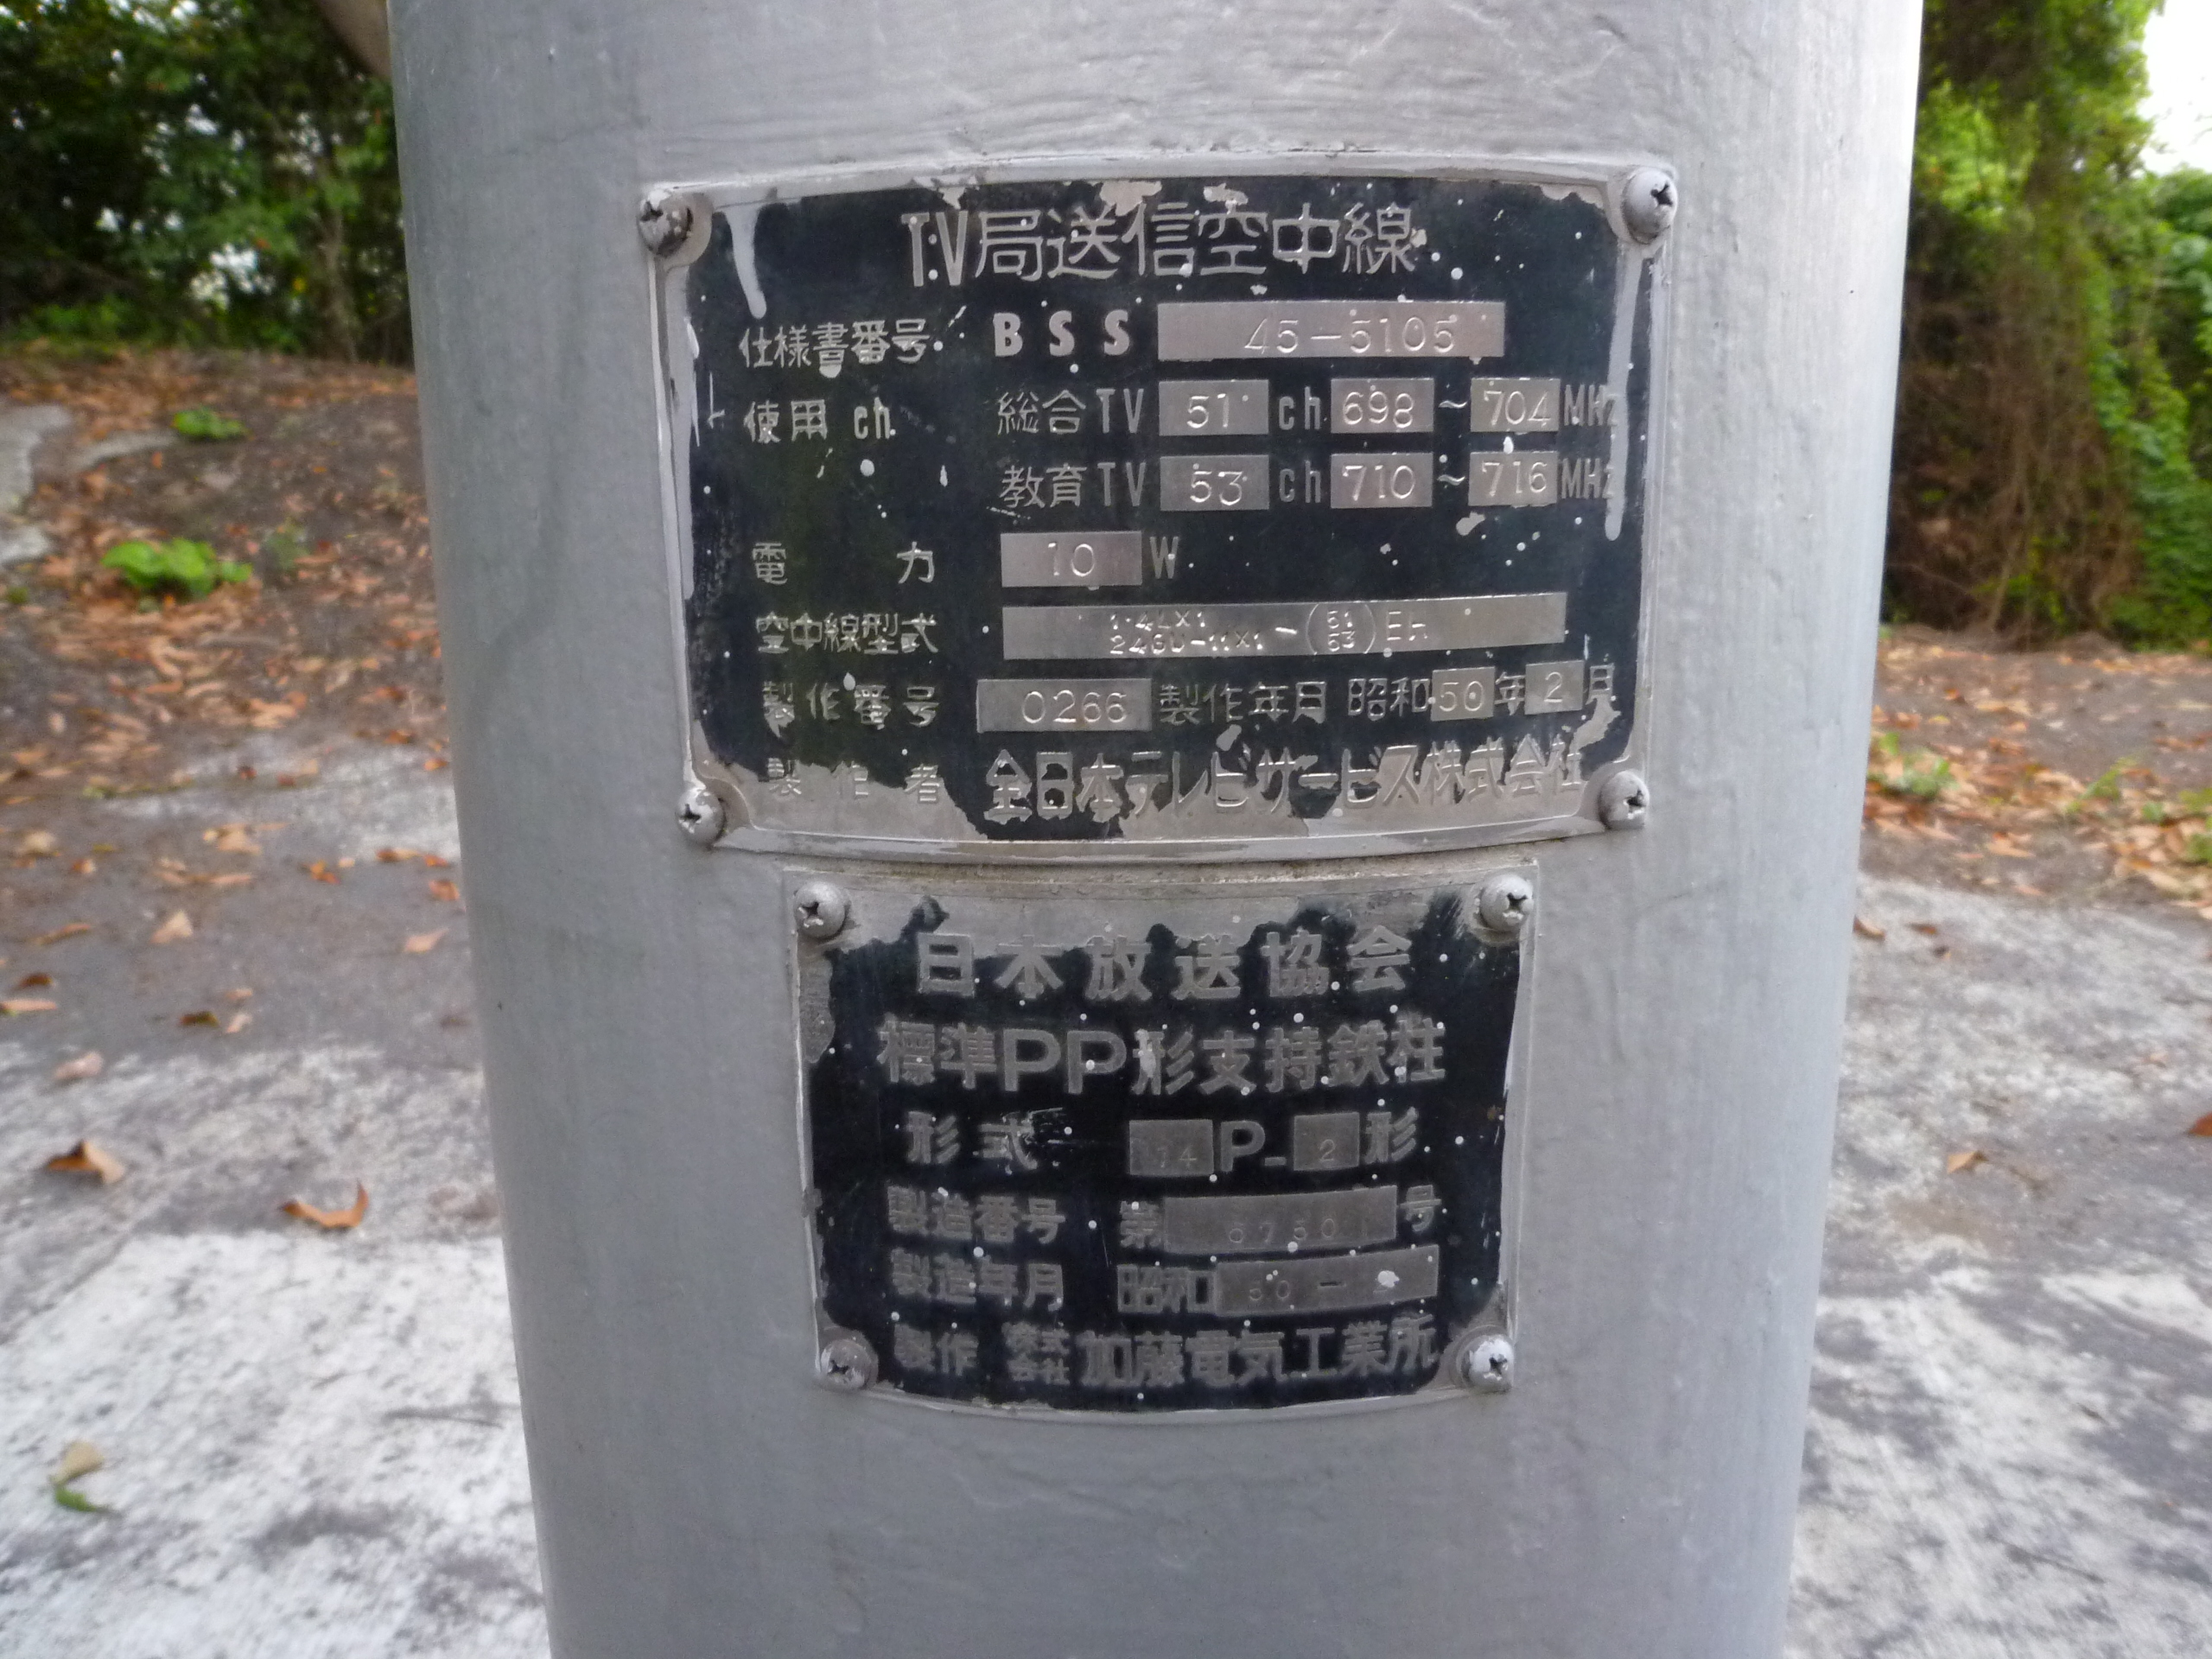 TV局送信空中線
仕様書番号 BSS 45-5105
使用ch. 総合TV 51 ch 698 ~ 704 MHz
教育TV 53 ch 710 ~ 716 MHz
電力 10 W
空中線型式
製作番号 0266 製作年月 昭和50年2月
製作者 全日本テレビサービス株式会社
日本放送協会
標準PP形支持鉄柱
形式 14P-2形
製造番号 第 6750 号
製造年月 昭和 50 -
製作 株式会社 加藤電気工業所